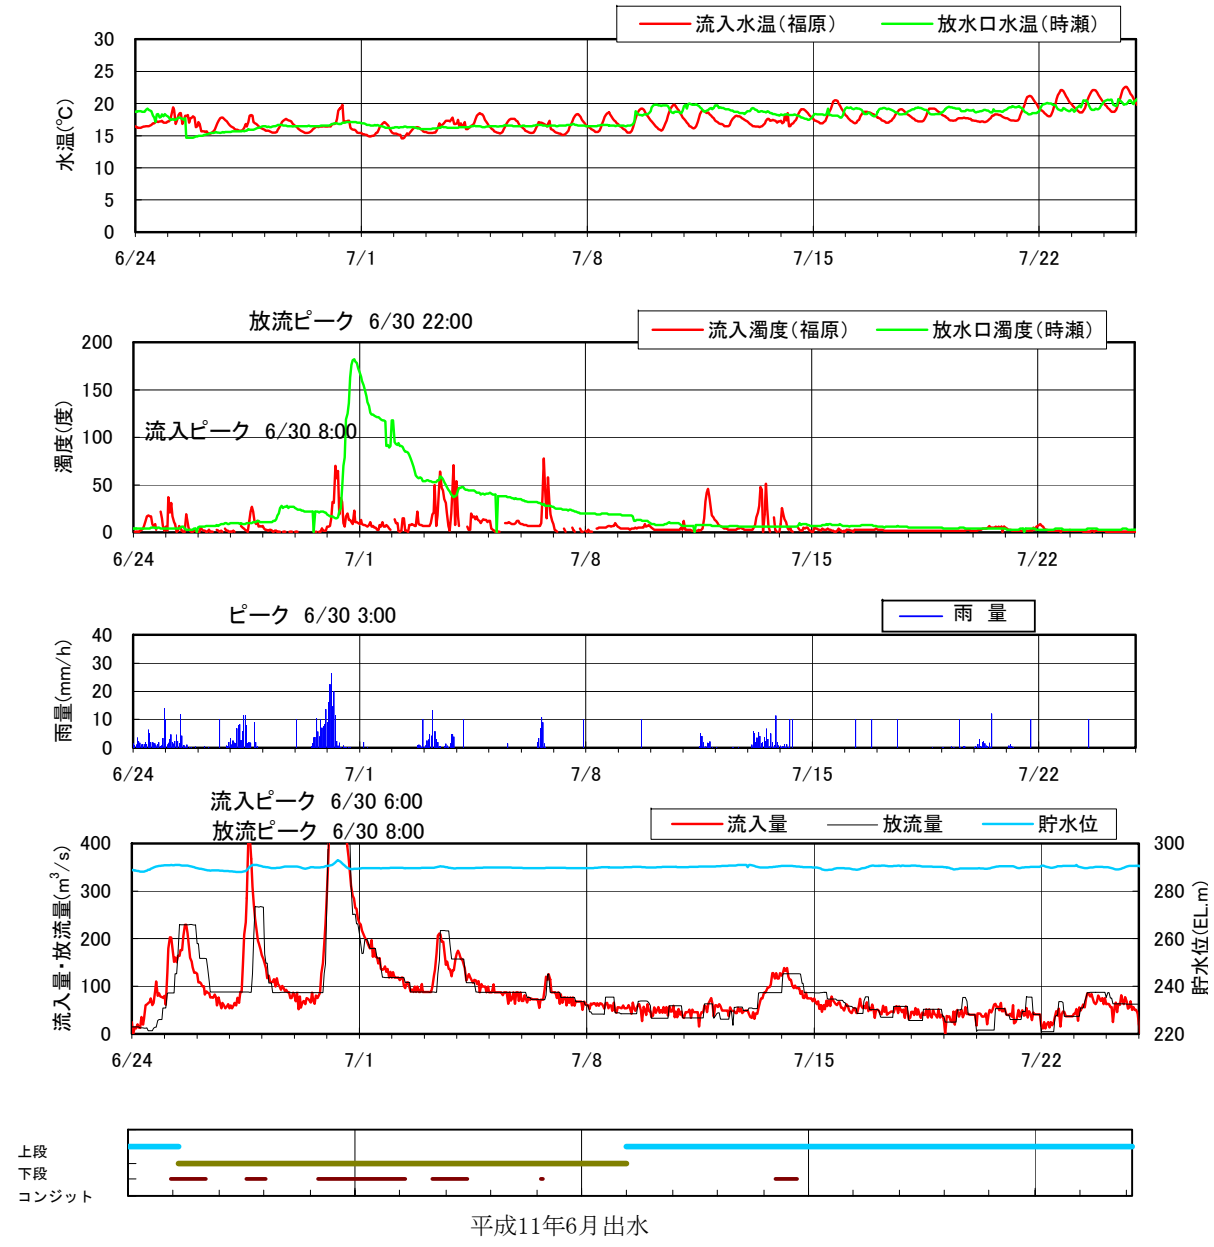 流入水温(福原) 放水口水温(時瀬)
30
25
20
15
10
5
0
水温(℃)
6/24 7/1 7/8 7/15 7/22
放流ピーク 6/30 22:00
流入濁度(福原) 放水口濁度(時瀬)
200
150
100
50
0
濁度(度)
流入ピーク 6/30 8:00
6/24 7/1 7/8 7/15 7/22
ピーク 6/30 3:00
雨 量
40
30
20
10
0
雨量(mm/h)
6/24 7/1 7/8 7/15 7/22
流入ピーク 6/30 6:00
放流ピーク 6/30 8:00
流入量 放流量 貯水位
400
300
200
100
0
流入量・放流量(m³/s)
300
280
260
240
220
貯水位(EL.m)
6/24 7/1 7/8 7/15 7/22
上段
下段
コンジット
平成11年6月出水